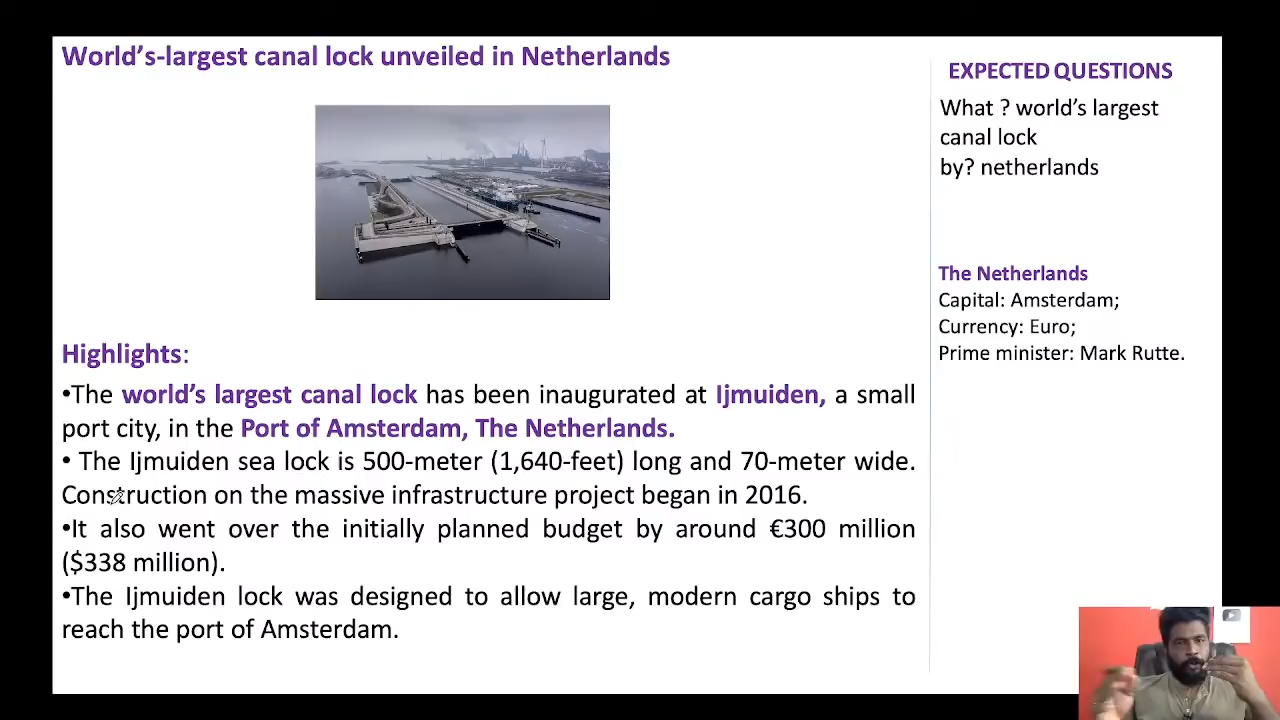 World's-largest canal lock unveiled in Netherlands
Highlights:
•The world's largest canal lock has been inaugurated at Ijmuiden, a small
port city, in the Port of Amsterdam, The Netherlands.
• The Ijmuiden sea lock is 500-meter (1,640-feet) long and 70-meter wide.
Construction on the massive infrastructure project began in 2016.
•It also went over the initially planned budget by around €300 million
($338 million).
•The Ijmuiden lock was designed to allow large, modern cargo ships to
reach the port of Amsterdam.
EXPECTED QUESTIONS
What ? world's largest
canal lock
by? netherlands
The Netherlands
Capital: Amsterdam;
Currency: Euro;
Prime minister: Mark Rutte.